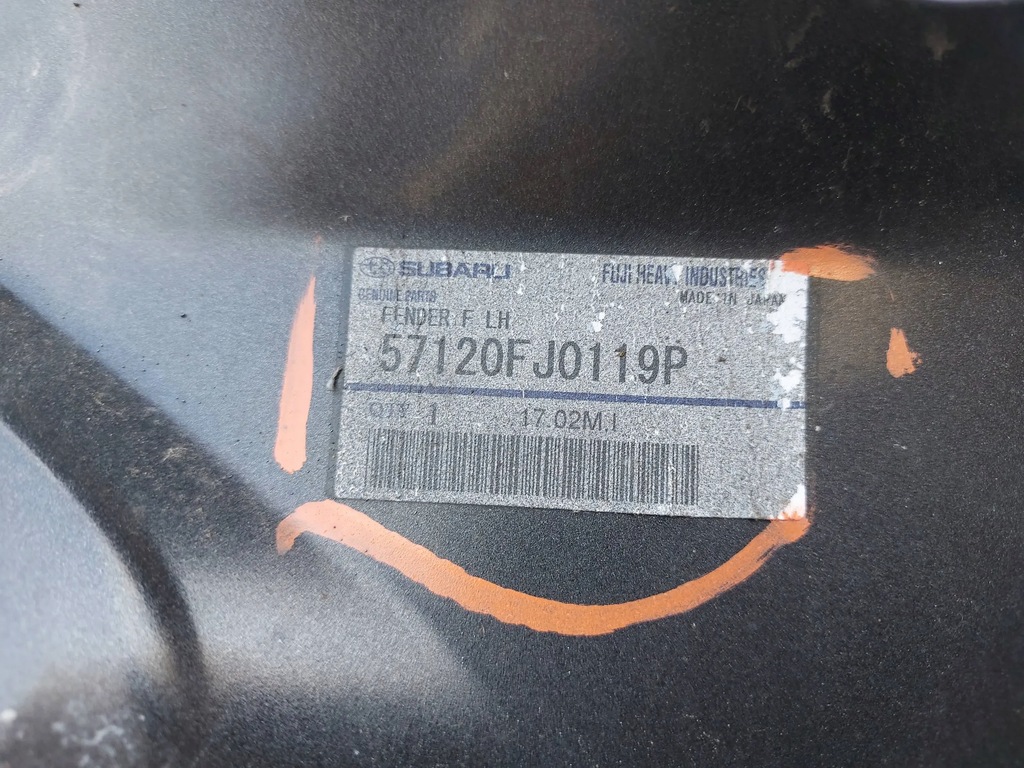 SUBARU FUJI HEAVY INDUSTRIES
GENUINE PARTS MADE IN JAPAN
FENDER F LH
57120FJ0119P
QTY 1 17.02M.I